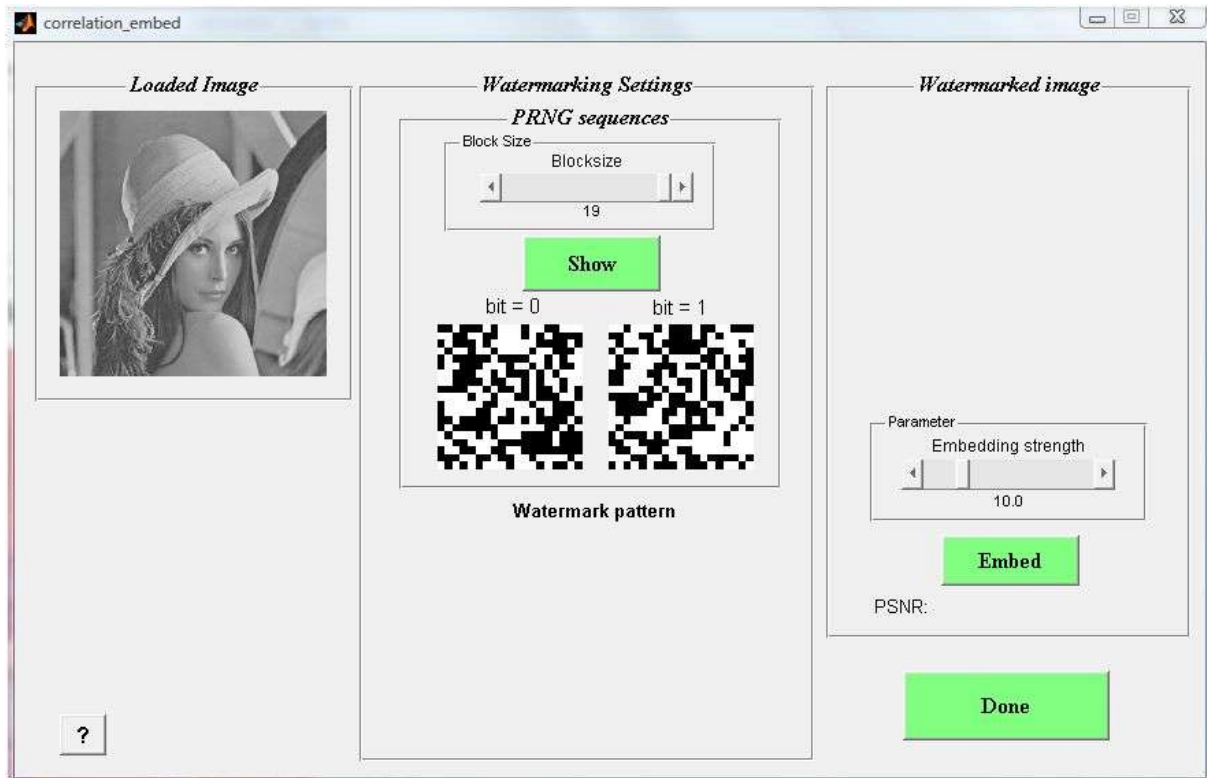 correlation_embed
Loaded Image
Watermarking Settings
PRNG sequences
Block Size
Blocksize
19
Show
bit = 0
bit = 1
Watermark pattern
Watermarked image
Parameter
Embedding strength
10.0
Embed
PSNR:
Done
?